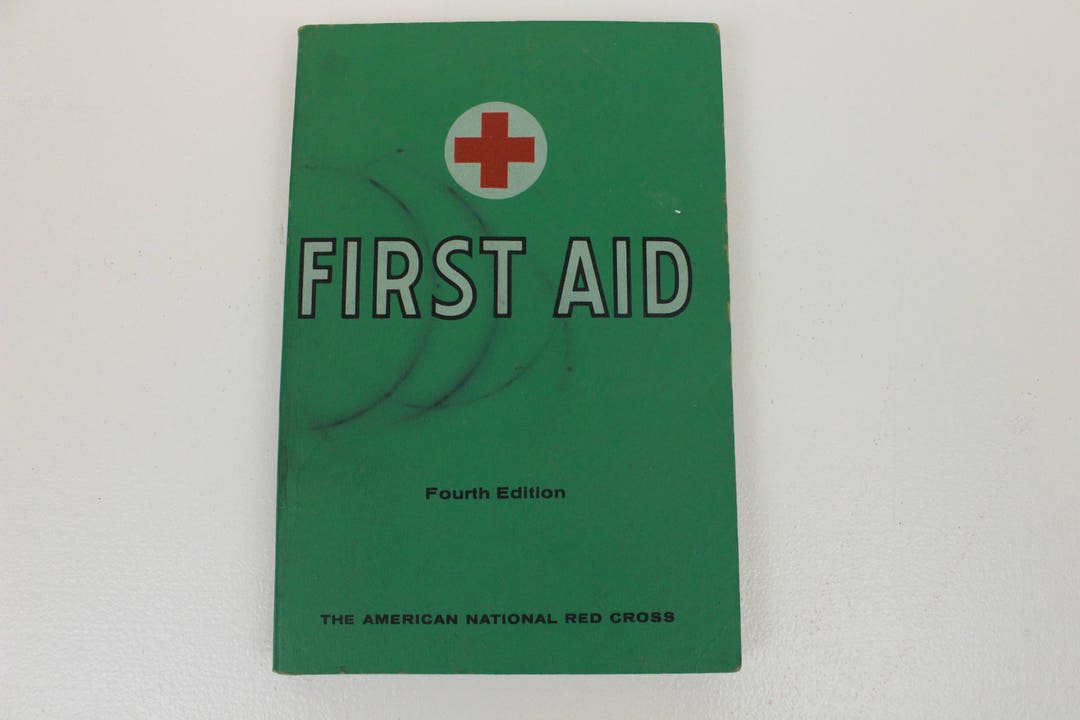 FIRST AID
Fourth Edition
THE AMERICAN NATIONAL RED CROSS